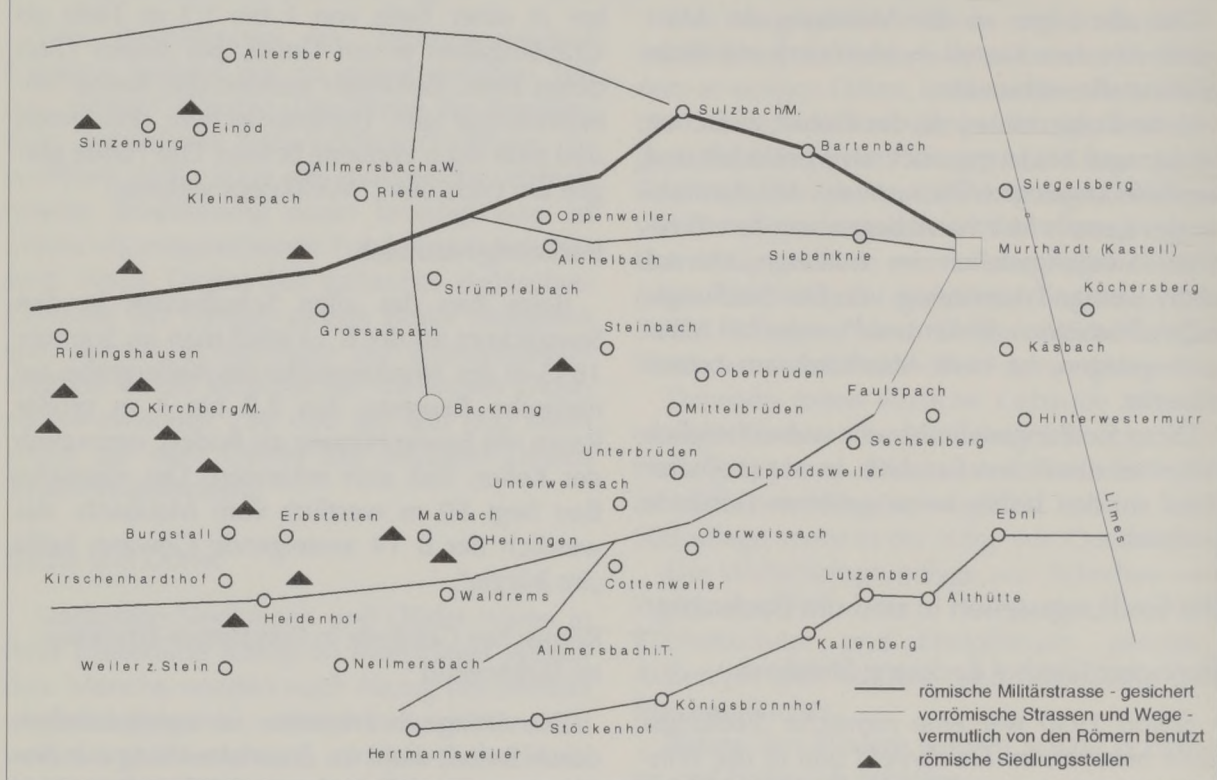 Altersberg
Sulzbach/M.
Sinzenburg
Einöd
Bartenbach
Allmersbach a.W.
Kleinaspach
Rietenau
Siegelsberg
Oppenweiler
Aichelbach
Siebenknie
Murrhardt (Kastell)
Strümpfelbach
Köchersberg
Grossaspach
Steinbach
Rielingshausen
Käsbach
Oberbrüden
Faulspach
Kirchberg/M.
Backnang
Mittelbrüden
Hinterwestermurr
Sechselberg
Unterbrüden
Lippoldsweiler
Unterweissach
Limes
Burgstall
Erbstetten
Maubach
Heiningen
Ebni
Oberweissach
Kirschenhardthof
Cottenweiler
Lutzenberg
Waldrems
Althütte
Heidenhof
Allmersbach i.T.
Kallenberg
Weiler z. Stein
Nellmersbach
Königsbronnhof
Stöckenhof
Hertmannsweiler
römische Militärstrasse - gesichert
vorrömische Strassen und Wege -
vermutlich von den Römern benutzt
römische Siedlungsstellen